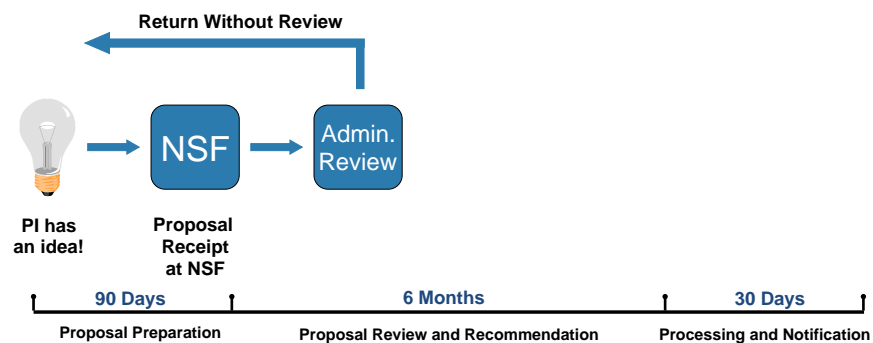 Return Without Review
NSF
Admin.
Review
PI has
an idea!
Proposal
Receipt
at NSF
90 Days
6 Months
30 Days
Proposal Preparation
Proposal Review and Recommendation
Processing and Notification